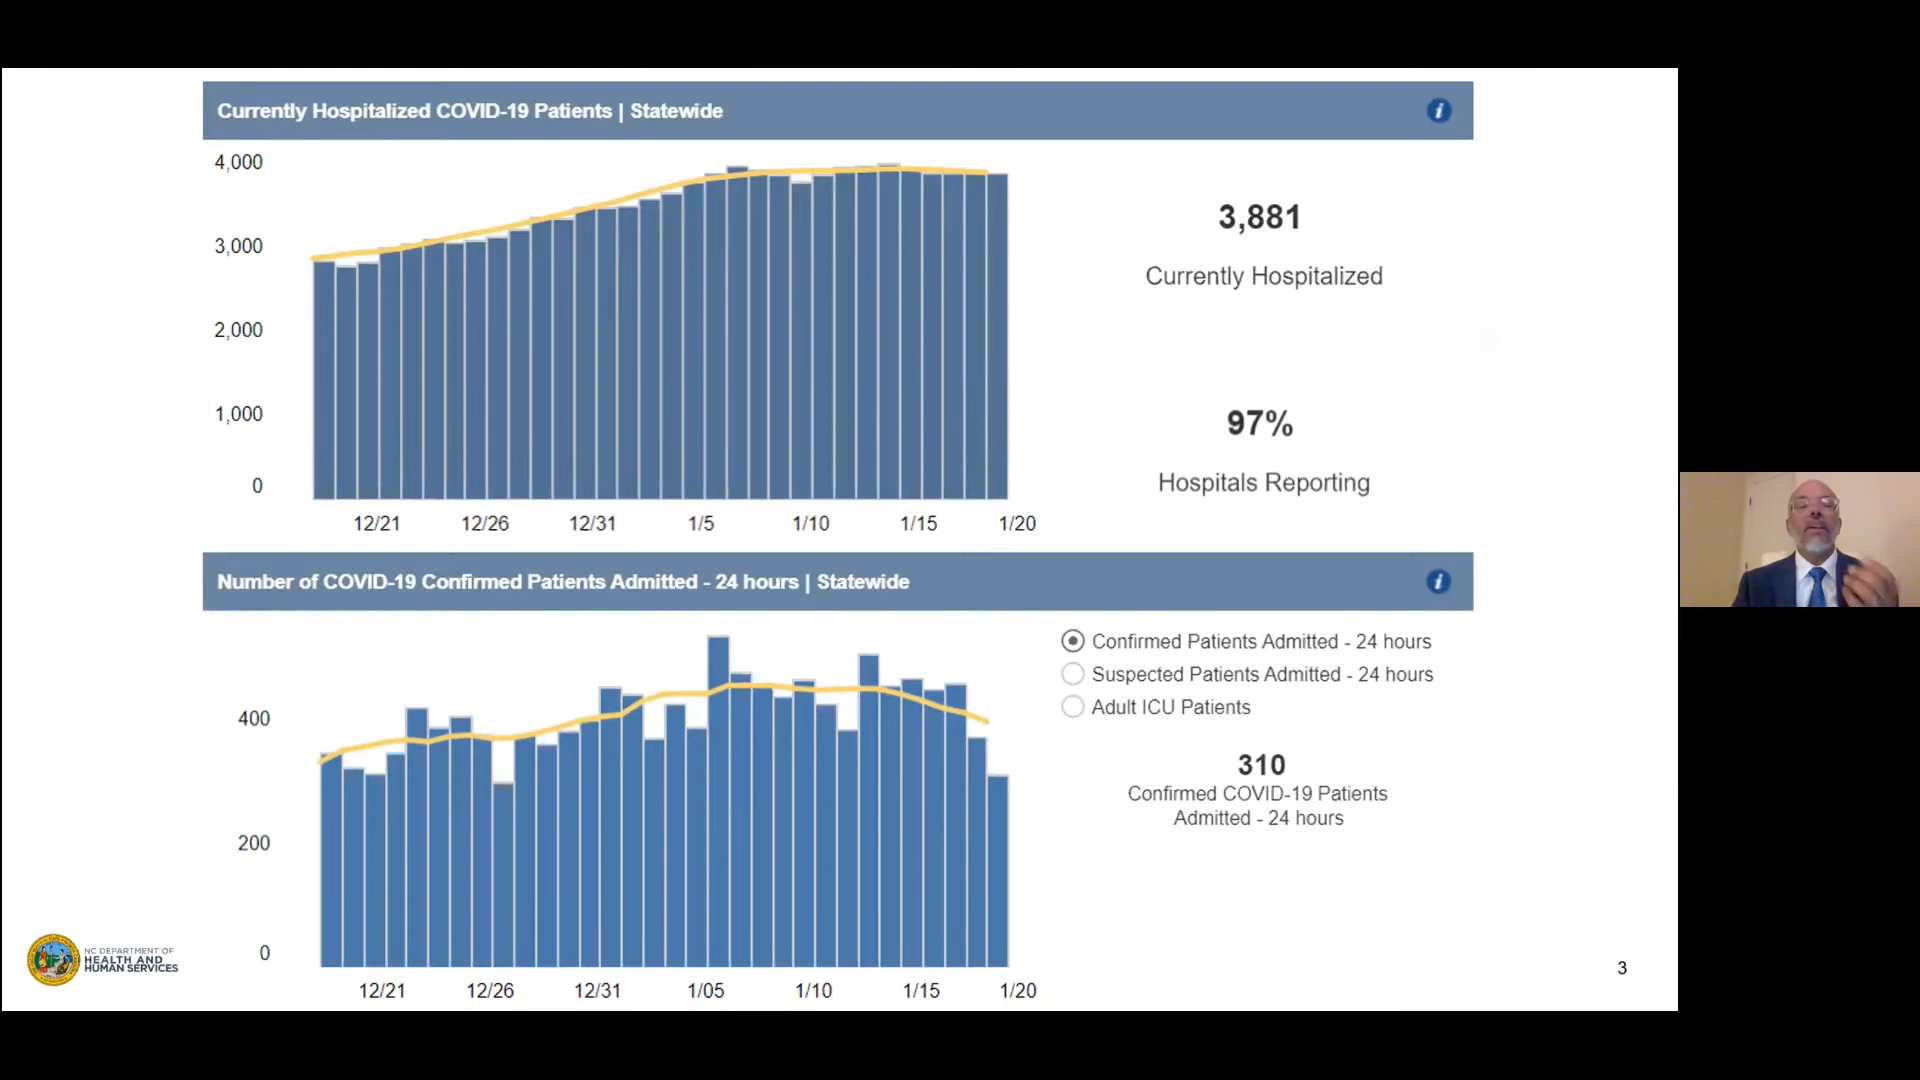 Currently Hospitalized COVID-19 Patients | Statewide
i
4,000
3,000
2,000
1,000
0
12/21 12/26 12/31 1/5 1/10 1/15 1/20
3,881
Currently Hospitalized
97%
Hospitals Reporting
Number of COVID-19 Confirmed Patients Admitted - 24 hours | Statewide
i
400
200
0
12/21 12/26 12/31 1/05 1/10 1/15 1/20
Confirmed Patients Admitted - 24 hours
Suspected Patients Admitted - 24 hours
Adult ICU Patients
310
Confirmed COVID-19 Patients
Admitted - 24 hours
NC DEPARTMENT OF
HEALTH AND
HUMAN SERVICES
3